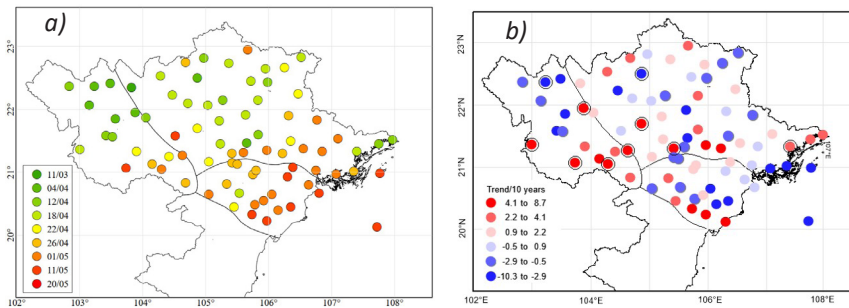 a)
23°
22°
21°
20°
11/03
04/04
12/04
18/04
22/04
26/04
01/05
11/05
20/05
102° 103° 104° 105° 106° 107° 108°
b)
23°N
22°N
21°N
20°N
107°E
Trend/10 years
4.1 to 8.7
2.2 to 4.1
0.9 to 2.2
-0.5 to 0.9
-2.9 to -0.5
-10.3 to -2.9
102°E 104°E 106°E 108°E